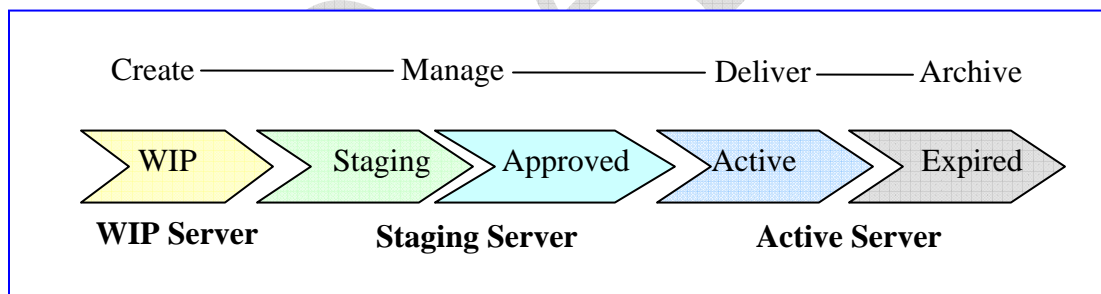 Create Manage Deliver Archive
WIP Staging Approved Active Expired
WIP Server Staging Server Active Server